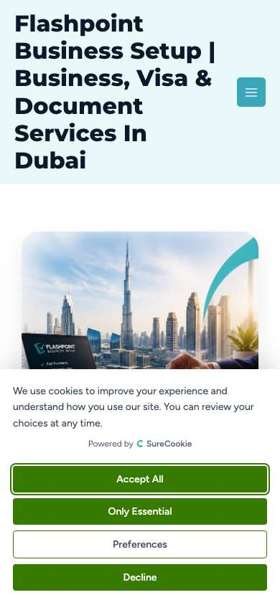 Flashpoint
Business Setup |
Business, Visa &
Document
Services In
Dubai
FLASHPOINT
We use cookies to improve your experience and
understand how you use our site. You can review your
choices at any time.
Powered by SureCookie
Accept All
Only Essential
Preferences
Decline